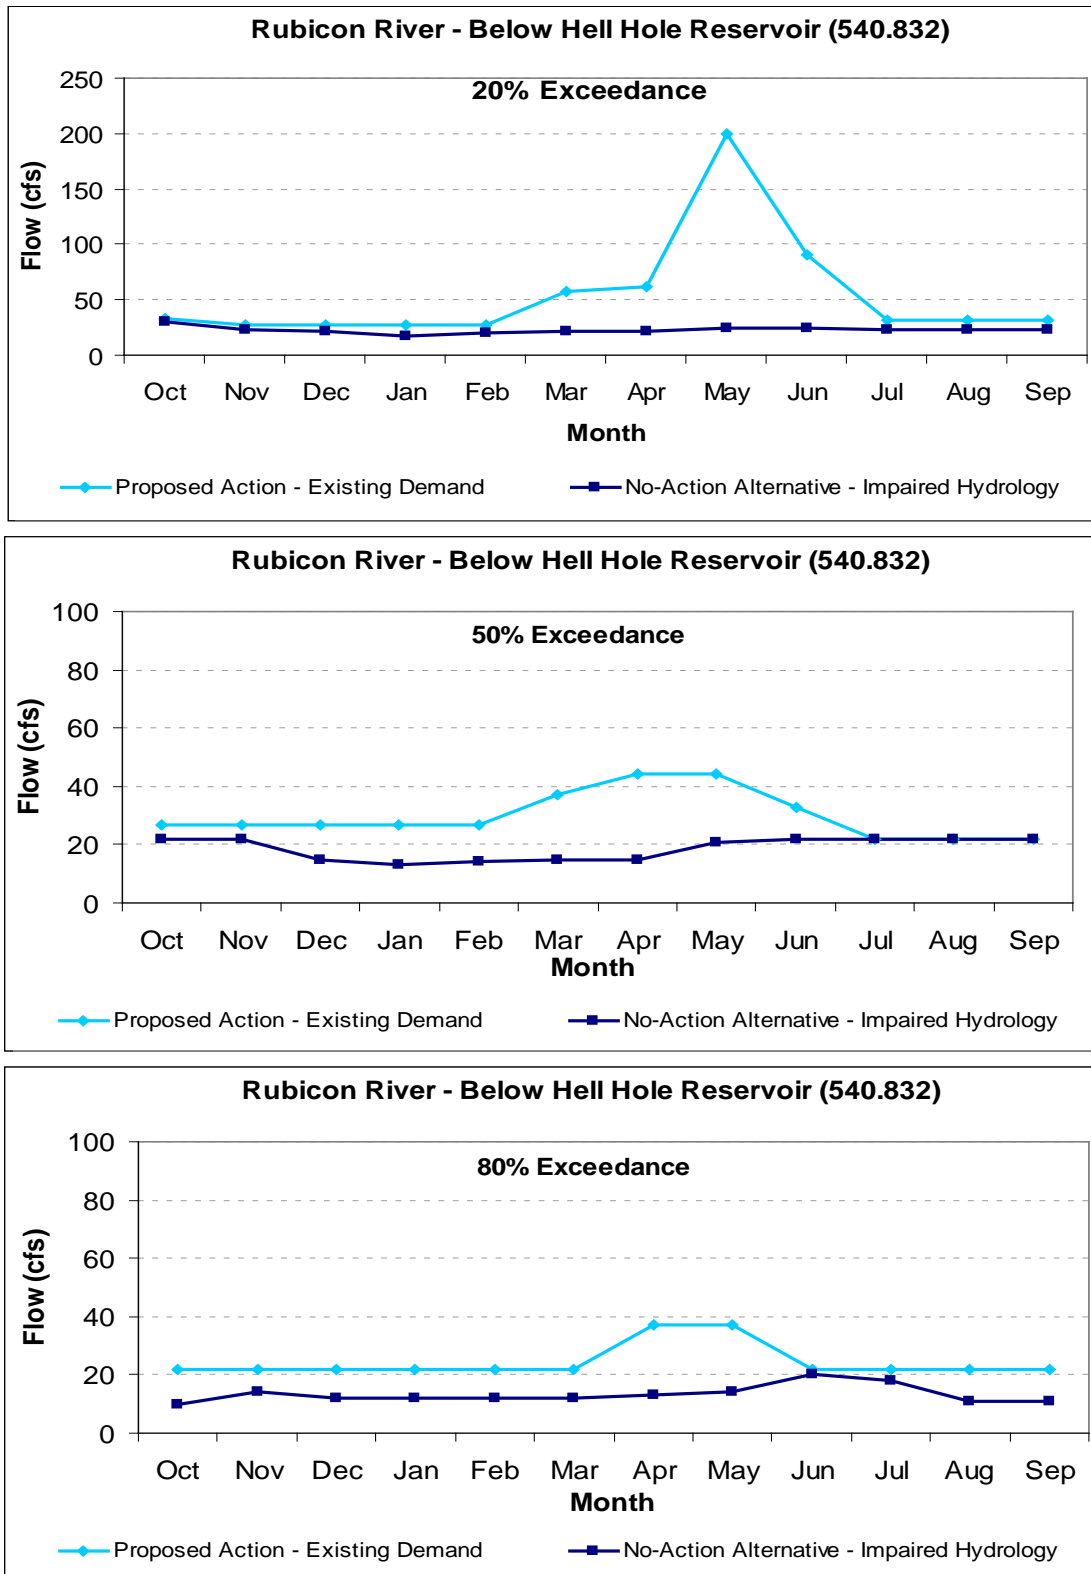 Rubicon River - Below Hell Hole Reservoir (540.832)
20% Exceedance
250
200
150
100
50
0
Flow (cfs)
Oct Nov Dec Jan Feb Mar Apr May Jun Jul Aug Sep
Month
Proposed Action - Existing Demand No-Action Alternative - Impaired Hydrology
Rubicon River - Below Hell Hole Reservoir (540.832)
50% Exceedance
100
80
60
40
20
0
Flow (cfs)
Oct Nov Dec Jan Feb Mar Apr May Jun Jul Aug Sep
Month
Proposed Action - Existing Demand No-Action Alternative - Impaired Hydrology
Rubicon River - Below Hell Hole Reservoir (540.832)
80% Exceedance
100
80
60
40
20
0
Flow (cfs)
Oct Nov Dec Jan Feb Mar Apr May Jun Jul Aug Sep
Month
Proposed Action - Existing Demand No-Action Alternative - Impaired Hydrology